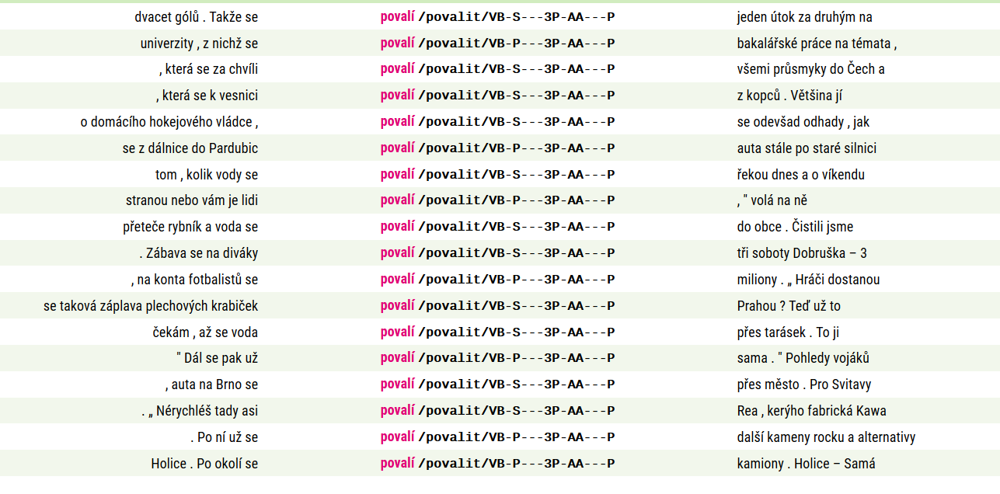 dvacet gólů . Takže se povalí /povalit/VB-S---3P-AA---P jeden útok za druhým na
univerzity , z nichž se povalí /povalit/VB-P---3P-AA---P bakalářské práce na témata ,
, která se za chvíli povalí /povalit/VB-S---3P-AA---P všemi průsmyky do Čech a
, která se k vesnici povalí /povalit/VB-S---3P-AA---P z kopců . Většina jí
o domácího hokejového vládce , povalí /povalit/VB-S---3P-AA---P se odevšad odhady , jak
se z dálnice do Pardubic povalí /povalit/VB-P---3P-AA---P auta stále po staré silnici
tom , kolik vody se povalí /povalit/VB-S---3P-AA---P řekou dnes a o víkendu
stranou nebo vám je lidi povalí /povalit/VB-P---3P-AA---P , " volá na ně
přeteče rybník a voda se povalí /povalit/VB-S---3P-AA---P do obce . Čistili jsme
. Zábava se na diváky povalí /povalit/VB-S---3P-AA---P tři soboty Dobruška – 3
, na konta fotbalistů se povalí /povalit/VB-P---3P-AA---P miliony . „ Hráči dostanou
se taková záplava plechových krabiček povalí /povalit/VB-S---3P-AA---P Prahou ? Teď už to
čekám , až se voda povalí /povalit/VB-S---3P-AA---P přes tarásek . To ji
" Dál se pak už povalí /povalit/VB-P---3P-AA---P sama . " Pohledy vojáků
, auta na Brno se povalí /povalit/VB-S---3P-AA---P přes město . Pro Svitavy
. „ Nérychléš tady asi povalí /povalit/VB-S---3P-AA---P Rea , kerýho fabrická Kawa
. Po ní už se povalí /povalit/VB-P---3P-AA---P další kameny rocku a alternativy
Holice . Po okolí se povalí /povalit/VB-P---3P-AA---P kamiony . Holice – Samá